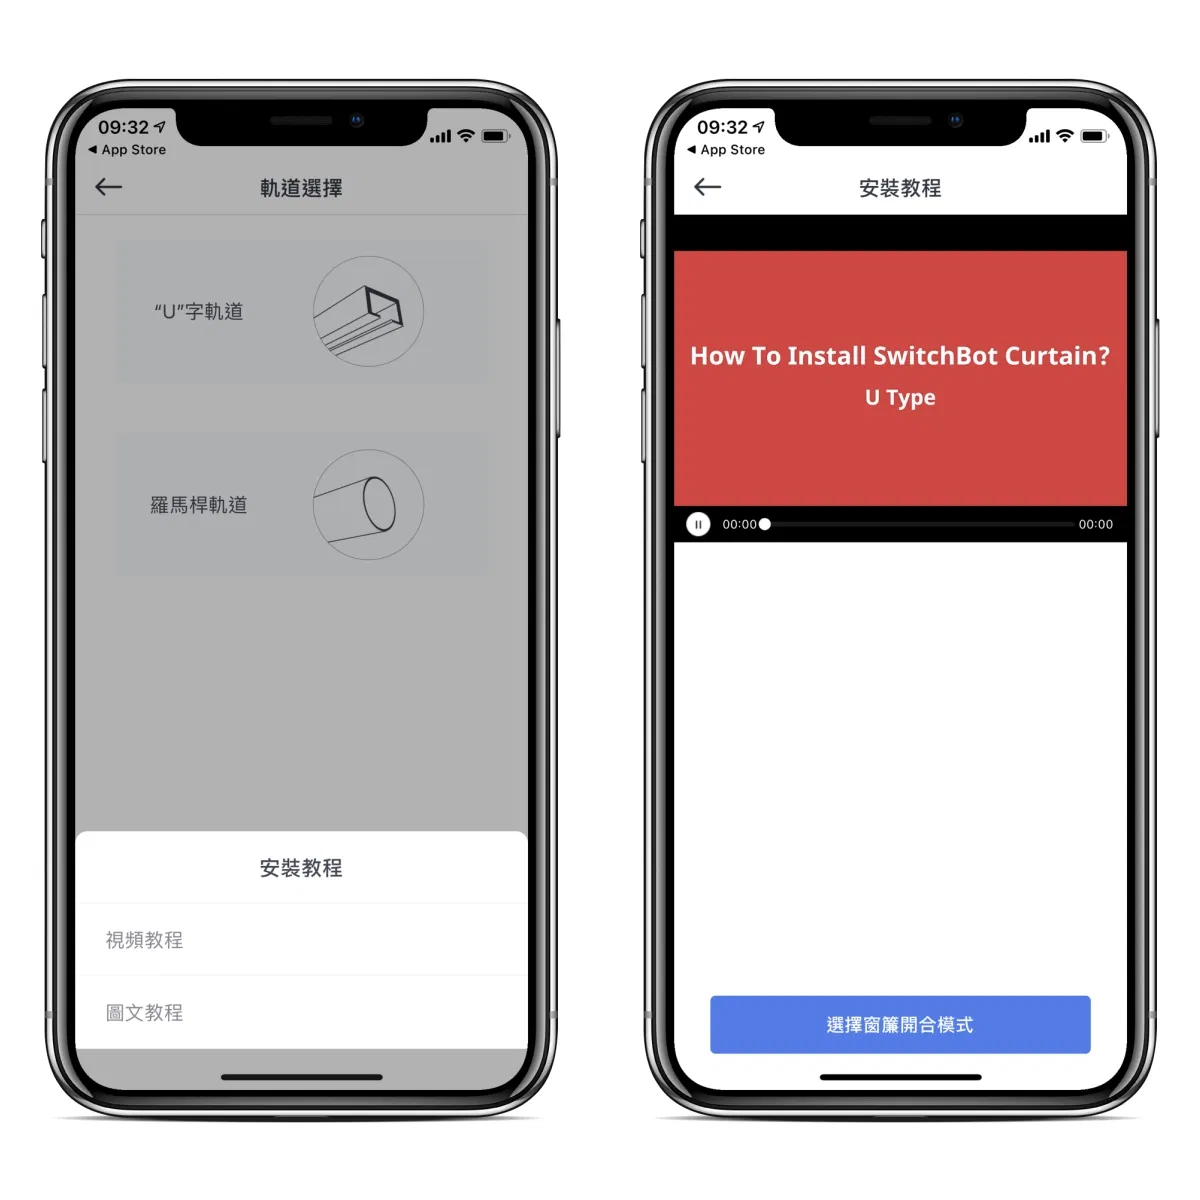 09:32
◀ App Store
軌道選擇
“U”字軌道
羅馬桿軌道
安裝教程
視頻教程
圖文教程
09:32
◀ App Store
安裝教程
How To Install SwitchBot Curtain?
U Type
00:00 00:00
選擇窗簾開合模式